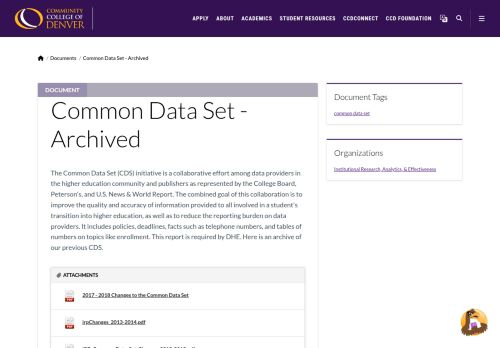 COMMUNITY
COLLEGE OF
DENVER
APPLY ABOUT ACADEMICS STUDENT RESOURCES CCDCONNECT CCD FOUNDATION
/ Documents / Common Data Set - Archived
DOCUMENT
Common Data Set -
Archived
The Common Data Set (CDS) initiative is a collaborative effort among data providers in
the higher education community and publishers as represented by the College Board,
Peterson's, and U.S. News & World Report. The combined goal of this collaboration is to
improve the quality and accuracy of information provided to all involved in a student's
transition into higher education, as well as to reduce the reporting burden on data
providers. It includes policies, deadlines, facts such as telephone numbers, and tables of
numbers on topics like enrollment. This report is required by DHE. Here is an archive of
our previous CDS.
ATTACHMENTS
PDF 2017 - 2018 Changes to the Common Data Set
PDF irpChanges_2013-2014.pdf
Document Tags
common data set
Organizations
Institutional Research, Analytics, & Effectiveness